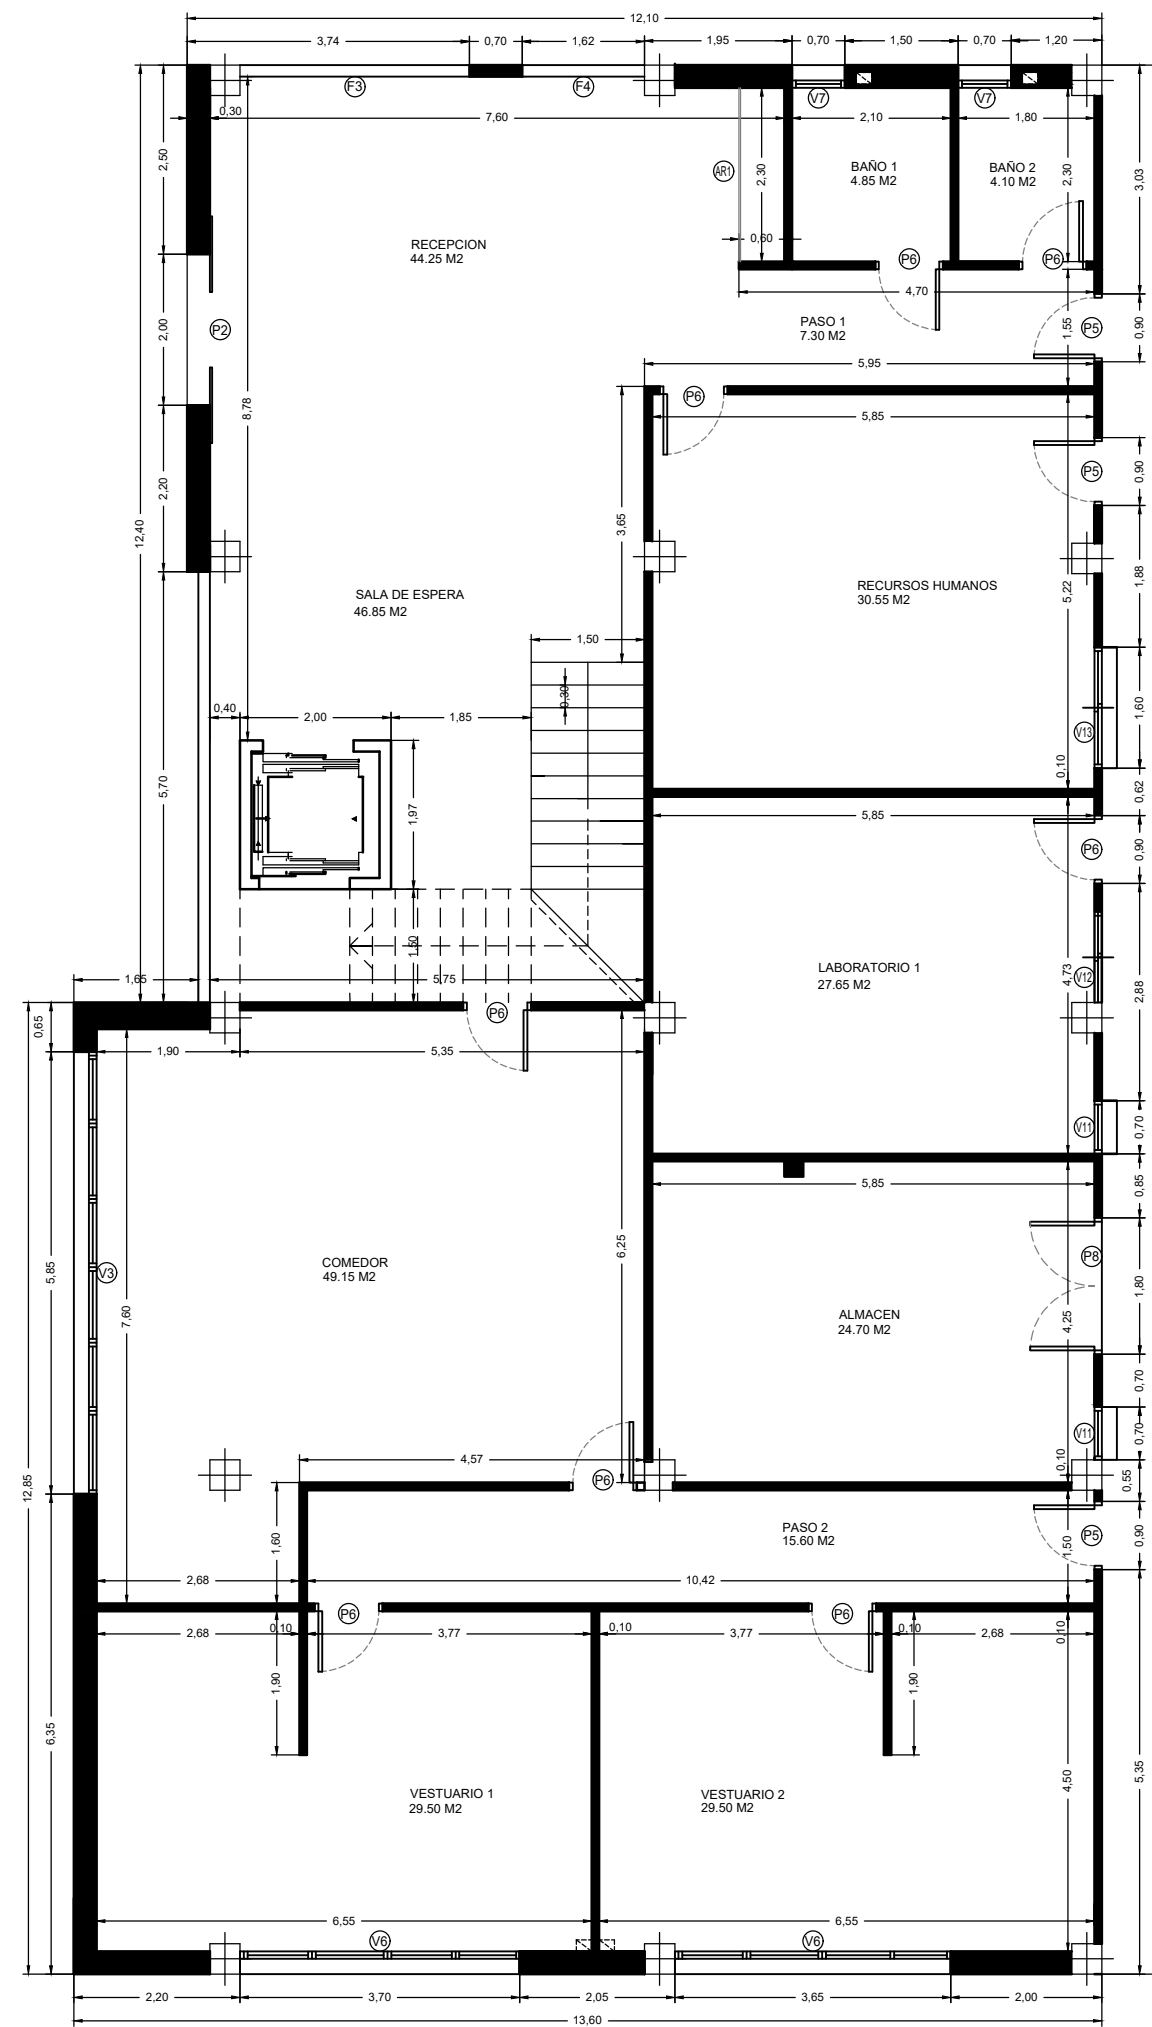 12,10
3,74
0,70
1,62
1,95
0,70
1,50
0,70
1,20
F3
F4
V7
V7
0,30
7,60
2,10
1,80
2,50
3,03
AR1
2,30
BAÑO 1
4.85 M2
BAÑO 2
4.10 M2
2,30
RECEPCION
44.25 M2
0,60
P6
P6
4,70
2,00
P2
PASO 1
7.30 M2
1,55
P5
0,90
5,95
8,78
P6
5,85
P5
0,90
2,20
12,40
3,65
1,88
SALA DE ESPERA
46.85 M2
RECURSOS HUMANOS
30.55 M2
5,22
1,50
0,30
1,60
0,40
2,00
1,85
V13
0,10
5,70
0,62
1,97
5,85
P6
0,90
1,50
LABORATORIO 1
27.65 M2
4,73
V12
2,88
1,65
5,75
P6
0,65
1,90
5,35
V11
0,70
5,85
0,85
COMEDOR
49.15 M2
6,25
V3
5,85
7,60
P8
1,80
ALMACEN
24.70 M2
4,25
0,70
V11
0,70
4,57
0,10
P6
0,55
12,85
PASO 2
15.60 M2
1,60
1,50
P5
0,90
2,68
10,42
P6
P6
2,68
0,10
3,77
0,10
3,77
0,10
2,68
0,10
1,90
1,90
6,35
4,50
5,35
VESTUARIO 1
29.50 M2
VESTUARIO 2
29.50 M2
6,55
6,55
V6
V6
2,20
3,70
2,05
3,65
2,00
13,60